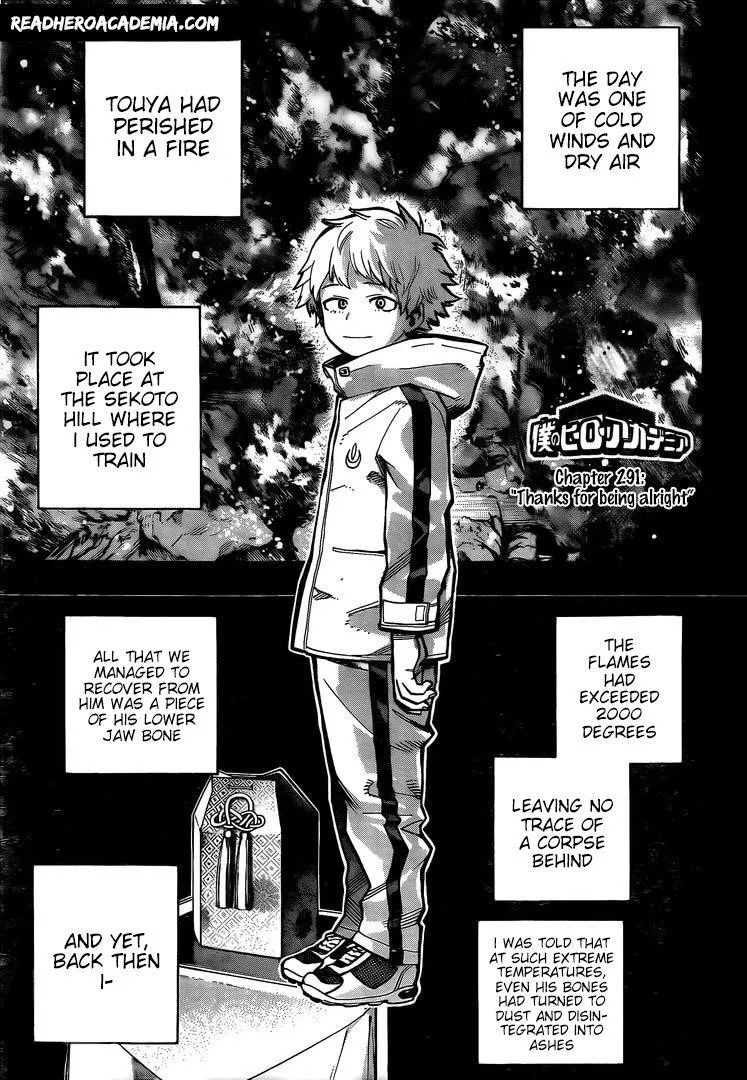 READHEROACADEMIA.COM
THE DAY
WAS ONE
OF COLD
WINDS AND
DRY AIR
TOUYA HAD
PERISHED
IN A FIRE
IT TOOK
PLACE AT
THE SEKOTO
HILL WHERE
I USED TO
TRAIN
僕のヒーローアカデミア
Chapter 291:
"Thanks for being alright"
THE
FLAMES
HAD
EXCEEDED
2000
DEGREES
LEAVING NO
TRACE OF
A CORPSE
BEHIND
I WAS TOLD THAT
AT SUCH EXTREME
TEMPERATURES,
EVEN HIS BONES
HAD TURNED TO
DUST AND DISIN-
TEGRATED INTO
ASHES
ALL THAT WE
MANAGED TO
RECOVER FROM
HIM WAS A PIECE
OF HIS LOWER
JAW BONE
AND YET,
BACK THEN
I-